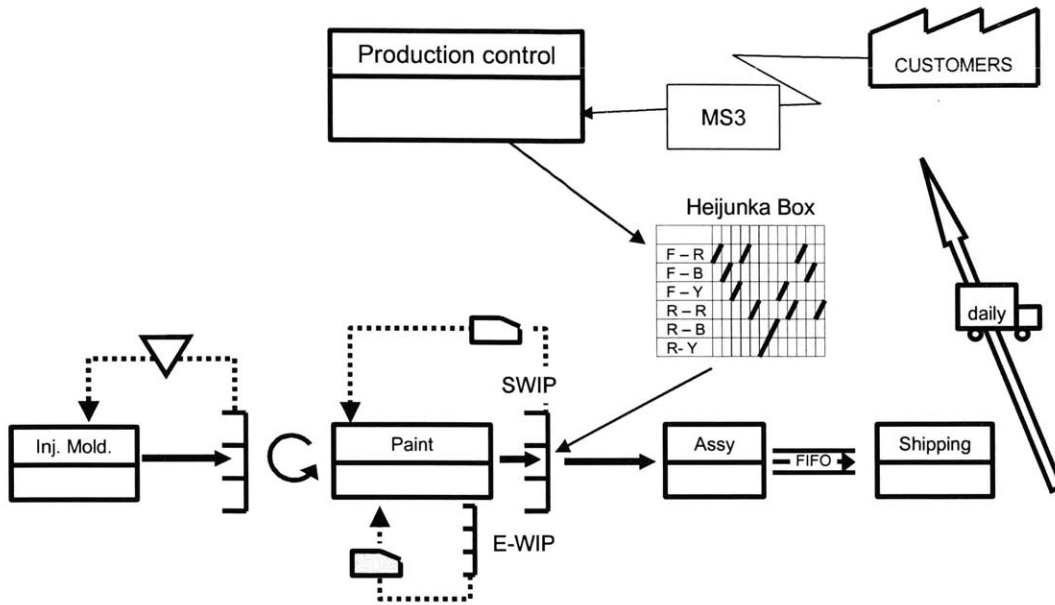 Production control
CUSTOMERS
MS3
Heijunka Box
F – R
F – B
F – Y
R – R
R – B
R- Y
daily
SWIP
Inj. Mold.
Paint
Assy
FIFO
Shipping
E-WIP